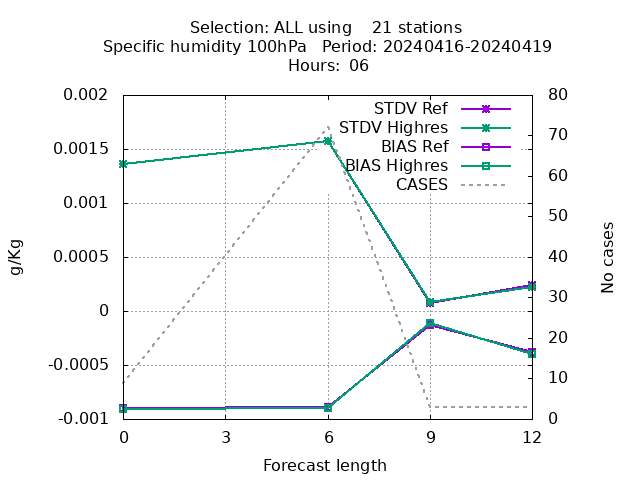 Selection: ALL using    21 stations
Specific humidity 100hPa   Period: 20240416-20240419
Hours: 06
STDV Ref
STDV Highres
BIAS Ref
BIAS Highres
CASES
0.002
0.0015
0.001
0.0005
0
-0.0005
-0.001
g/Kg
80
70
60
50
40
30
20
10
0
No cases
0 3 6 9 12
Forecast length